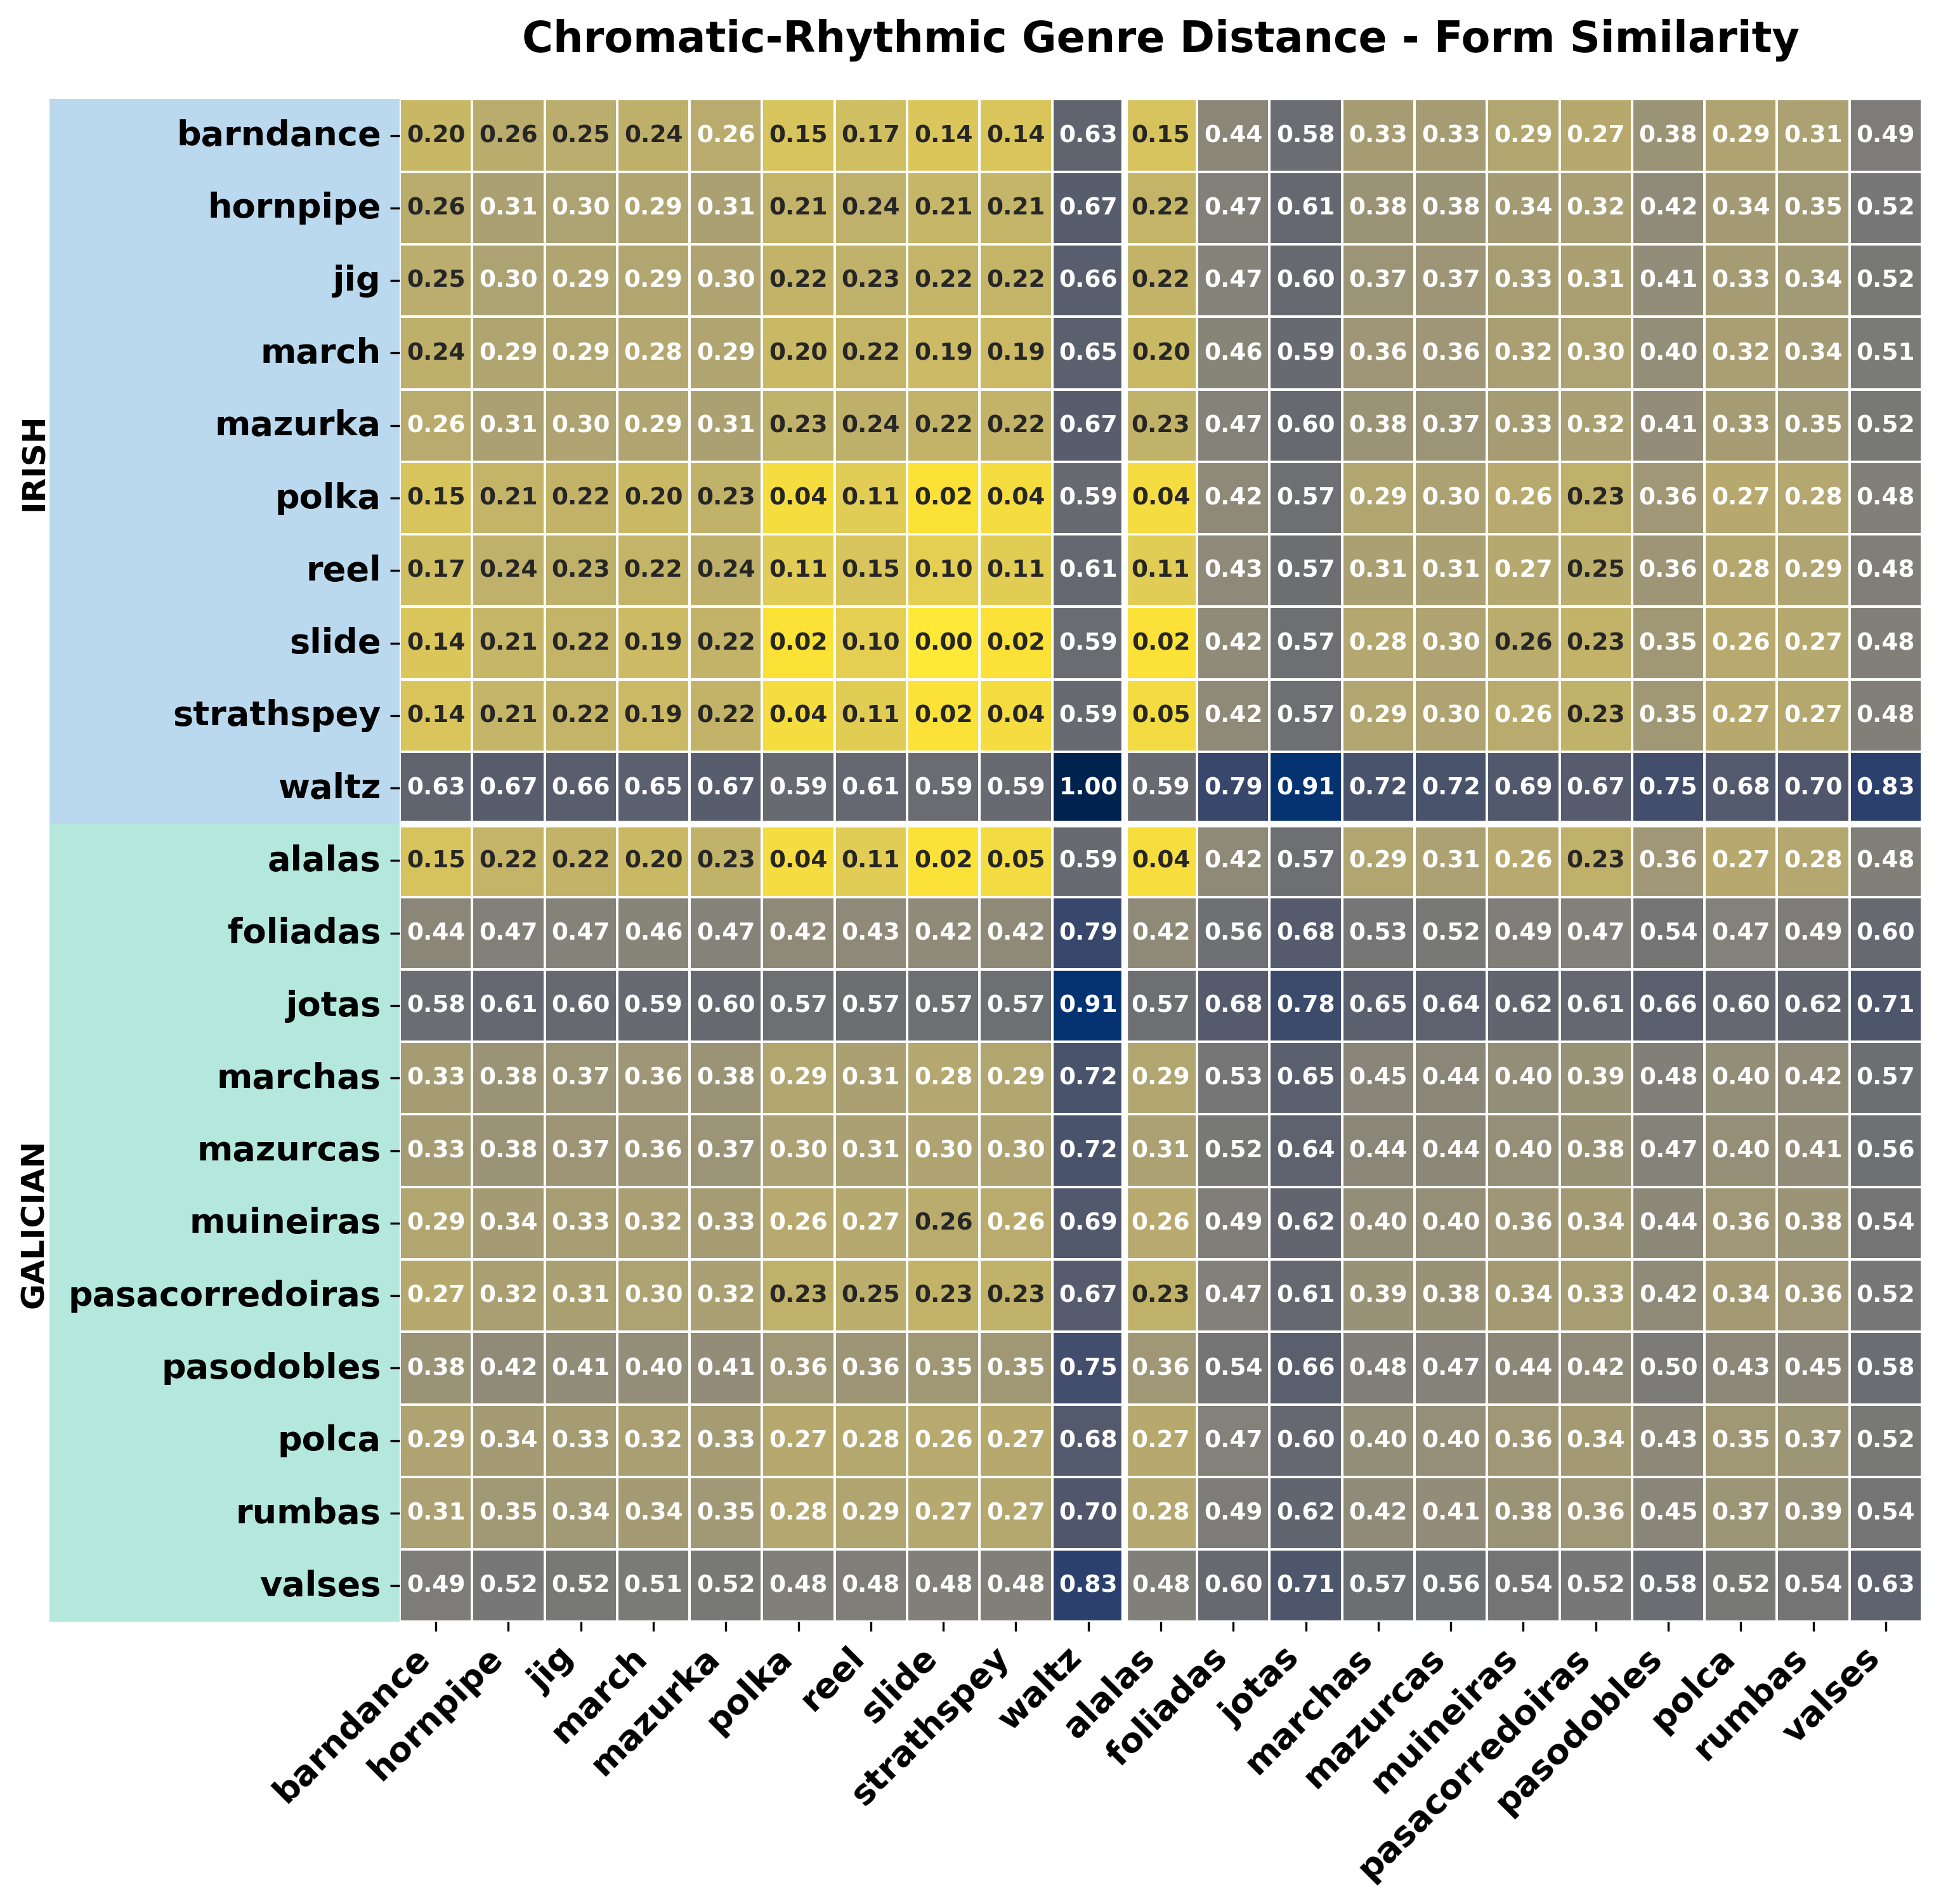 Chromatic-Rhythmic Genre Distance - Form Similarity
IRISH
barndance 0.20 0.26 0.25 0.24 0.26 0.15 0.17 0.14 0.14 0.63 0.15 0.44 0.58 0.33 0.33 0.29 0.27 0.38 0.29 0.31 0.49
hornpipe 0.26 0.31 0.30 0.29 0.31 0.21 0.24 0.21 0.21 0.67 0.22 0.47 0.61 0.38 0.38 0.34 0.32 0.42 0.34 0.35 0.52
jig 0.25 0.30 0.29 0.29 0.30 0.22 0.23 0.22 0.22 0.66 0.22 0.47 0.60 0.37 0.37 0.33 0.31 0.41 0.33 0.34 0.52
march 0.24 0.29 0.29 0.28 0.29 0.20 0.22 0.19 0.19 0.65 0.20 0.46 0.59 0.36 0.36 0.32 0.30 0.40 0.32 0.34 0.51
mazurka 0.26 0.31 0.30 0.29 0.31 0.23 0.24 0.22 0.22 0.67 0.23 0.47 0.60 0.38 0.37 0.33 0.32 0.41 0.33 0.35 0.52
polka 0.15 0.21 0.22 0.20 0.23 0.04 0.11 0.02 0.04 0.59 0.04 0.42 0.57 0.29 0.30 0.26 0.23 0.36 0.27 0.28 0.48
reel 0.17 0.24 0.23 0.22 0.24 0.11 0.15 0.10 0.11 0.61 0.11 0.43 0.57 0.31 0.31 0.27 0.25 0.36 0.28 0.29 0.48
slide 0.14 0.21 0.22 0.19 0.22 0.02 0.10 0.00 0.02 0.59 0.02 0.42 0.57 0.28 0.30 0.26 0.23 0.35 0.26 0.27 0.48
strathspey 0.14 0.21 0.22 0.19 0.22 0.04 0.11 0.02 0.04 0.59 0.05 0.42 0.57 0.29 0.30 0.26 0.23 0.35 0.27 0.27 0.48
waltz 0.63 0.67 0.66 0.65 0.67 0.59 0.61 0.59 0.59 1.00 0.59 0.79 0.91 0.72 0.72 0.69 0.67 0.75 0.68 0.70 0.83
GALICIAN
alalas 0.15 0.22 0.22 0.20 0.23 0.04 0.11 0.02 0.05 0.59 0.04 0.42 0.57 0.29 0.31 0.26 0.23 0.36 0.27 0.28 0.48
foliadas 0.44 0.47 0.47 0.46 0.47 0.42 0.43 0.42 0.42 0.79 0.42 0.56 0.68 0.53 0.52 0.49 0.47 0.54 0.47 0.49 0.60
jotas 0.58 0.61 0.60 0.59 0.60 0.57 0.57 0.57 0.57 0.91 0.57 0.68 0.78 0.65 0.64 0.62 0.61 0.66 0.60 0.62 0.71
marchas 0.33 0.38 0.37 0.36 0.38 0.29 0.31 0.28 0.29 0.72 0.29 0.53 0.65 0.45 0.44 0.40 0.39 0.48 0.40 0.42 0.57
mazurcas 0.33 0.38 0.37 0.36 0.37 0.30 0.31 0.30 0.30 0.72 0.31 0.52 0.64 0.44 0.44 0.40 0.38 0.47 0.40 0.41 0.56
muineiras 0.29 0.34 0.33 0.32 0.33 0.26 0.27 0.26 0.26 0.69 0.26 0.49 0.62 0.40 0.40 0.36 0.34 0.44 0.36 0.38 0.54
pasacorredoiras 0.27 0.32 0.31 0.30 0.32 0.23 0.25 0.23 0.23 0.67 0.23 0.47 0.61 0.39 0.38 0.34 0.33 0.42 0.34 0.36 0.52
pasodobles 0.38 0.42 0.41 0.40 0.41 0.36 0.36 0.35 0.35 0.75 0.36 0.54 0.66 0.48 0.47 0.44 0.42 0.50 0.43 0.45 0.58
polca 0.29 0.34 0.33 0.32 0.33 0.27 0.28 0.26 0.27 0.68 0.27 0.47 0.60 0.40 0.40 0.36 0.34 0.43 0.35 0.37 0.52
rumbas 0.31 0.35 0.34 0.34 0.35 0.28 0.29 0.27 0.27 0.70 0.28 0.49 0.62 0.42 0.41 0.38 0.36 0.45 0.37 0.39 0.54
valses 0.49 0.52 0.52 0.51 0.52 0.48 0.48 0.48 0.48 0.83 0.48 0.60 0.71 0.57 0.56 0.54 0.52 0.58 0.52 0.54 0.63
barndance hornpipe jig march mazurka polka reel slide strathspey waltz alalas foliadas jotas marchas mazurcas muineiras pasacorredoiras pasodobles polca rumbas valses